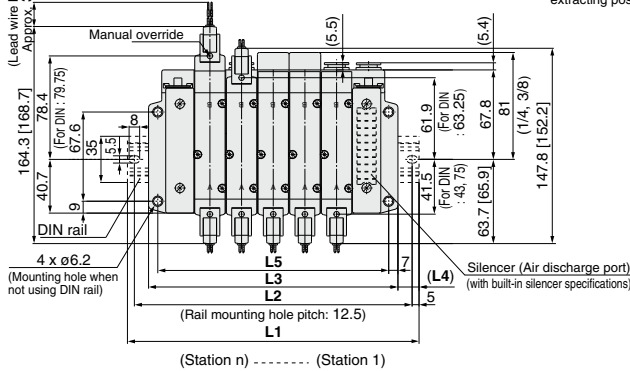 (Lead wire
Approx.
extracting pos
Manual override
(5.5)
(5.4)
164.3 [168.7]
78.4
(For DIN : 79.75)
67.6
40.7
9
8
35
5.5
61.9
(For DIN
: 63.25)
67.8
81
(1/4, 3/8)
147.8 [152.2]
41.5
(For DIN
: 43,75)
63.7 [65.9]
B
B
B
B
B
A
A
A
A
A
DIN rail
4 x ø6.2
(Mounting hole when
not using DIN rail)
L5
7
L3
(L4)
L2
5
(Rail mounting hole pitch: 12.5)
L1
Silencer (Air discharge port)
(with built-in silencer specifications)
(Station n) ------- (Station 1)